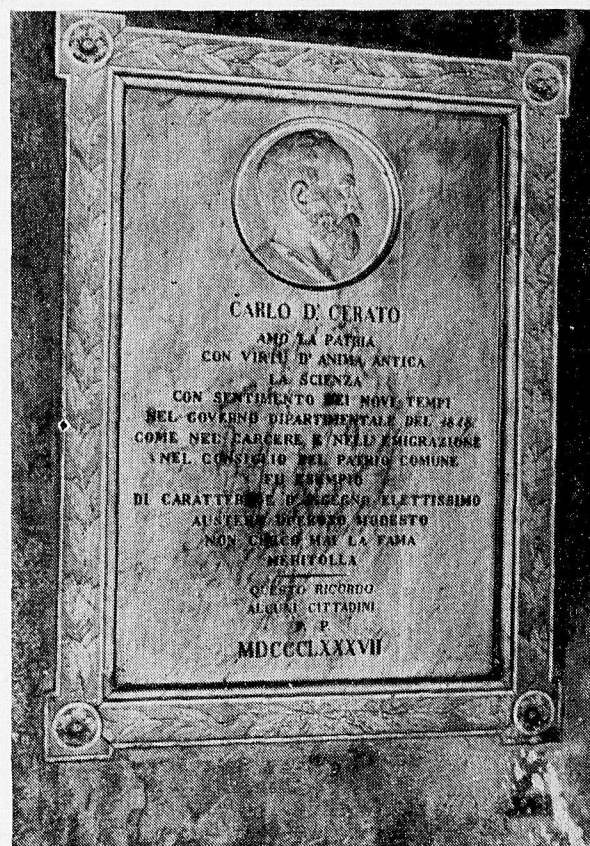 CARLO D.r CERATO
AMÒ LA PATRIA
CON VIRTÙ D'ANIMA ANTICA
LA SCIENZA
CON SENTIMENTO DEI NOVI TEMPI
NEL GOVERNO DIPARTIMENTALE DEL 1848
COME NEL CARCERE E NELL'EMIGRAZIONE
NEL CONSIGLIO DEL PATRIO COMUNE
FU ESEMPIO
DI CARATTERE E D'INGEGNO ELETTISSIMO
AUSTERO OPEROSO MODESTO
NON CERCÒ MAI LA FAMA
MERITOLLA
QUESTO RICORDO
ALCUNI CITTADINI
P. P.
MDCCCLXXXVII